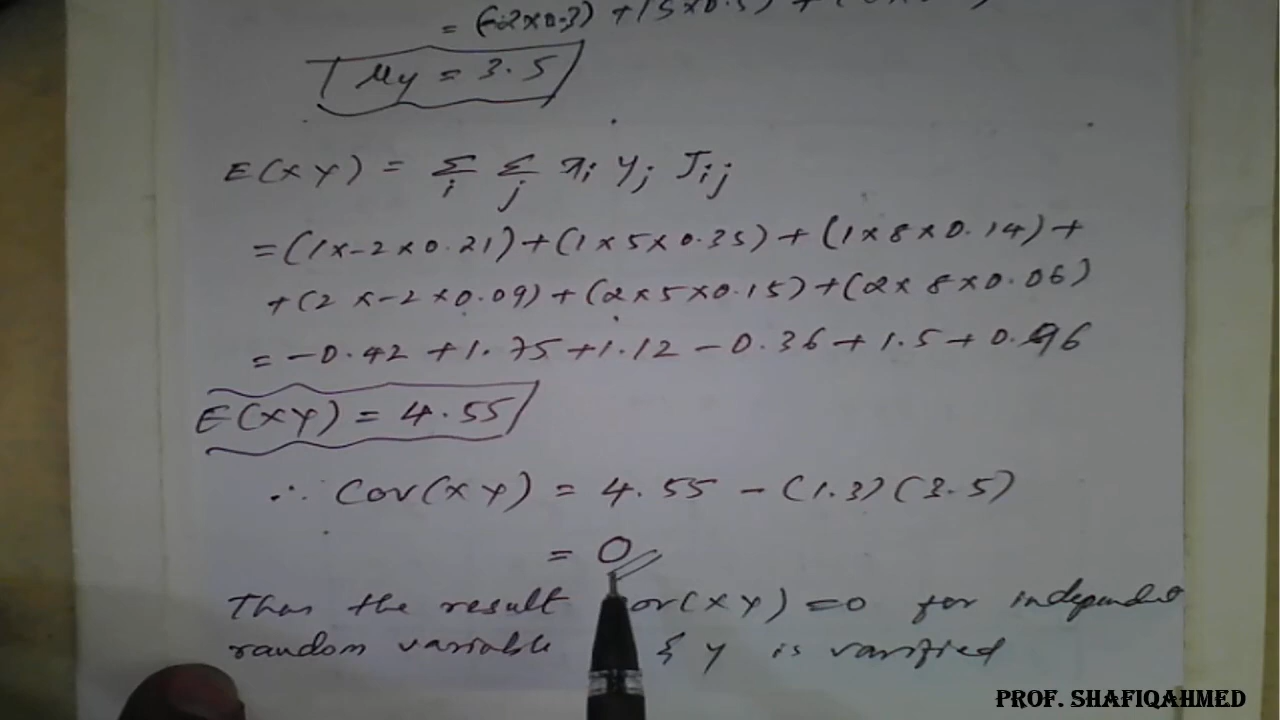 = (-2×0.3) + (5×0.5) +
μy = 3.5
E(XY) = Σi Σj xi yj Jij
= (1×-2×0.21) + (1×5×0.35) + (1×8×0.14) +
+ (2×-2×0.09) + (2×5×0.15) + (2×8×0.06)
= -0.42 + 1.75 + 1.12 - 0.36 + 1.5 + 0.96
E(XY) = 4.55
∴ Cov(XY) = 4.55 - (1.3)(3.5)
= 0
Thus the result Cov(XY) = 0 for independent
random variable & y is varified
PROF. SHAFIQAHMED